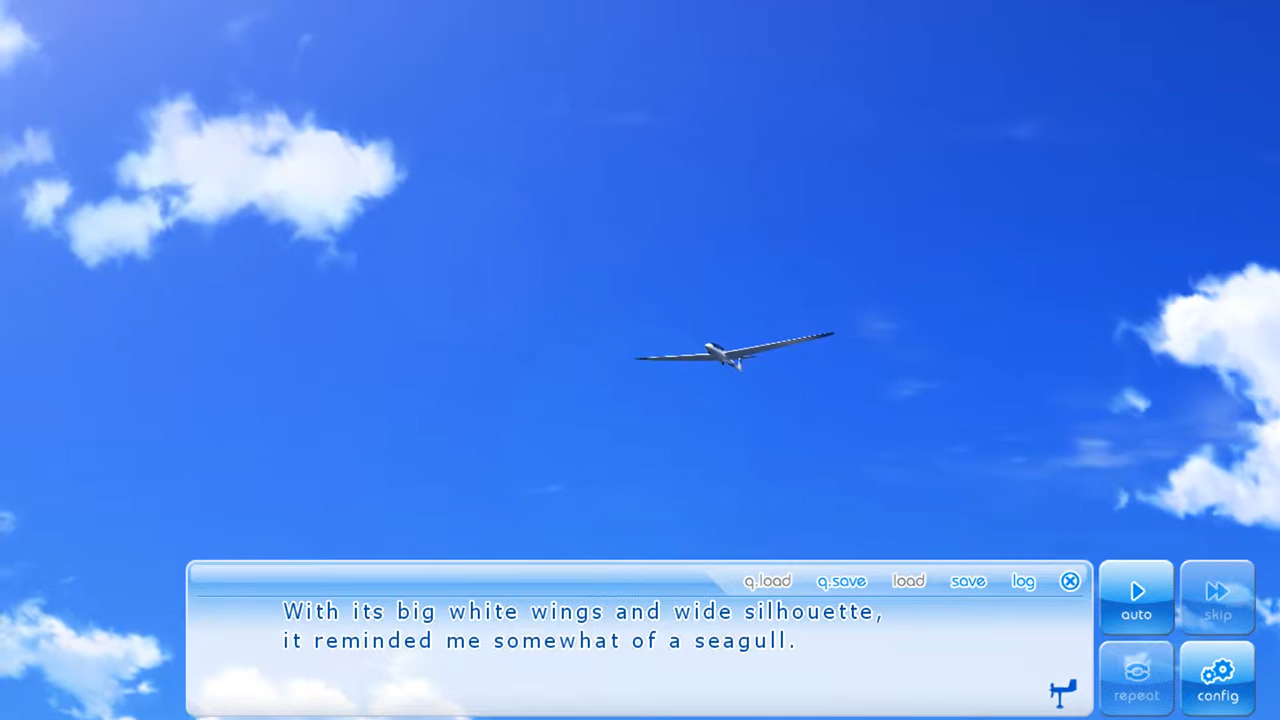 q.load q.save load save log
With its big white wings and wide silhouette,
it reminded me somewhat of a seagull.
auto skip
repeat config